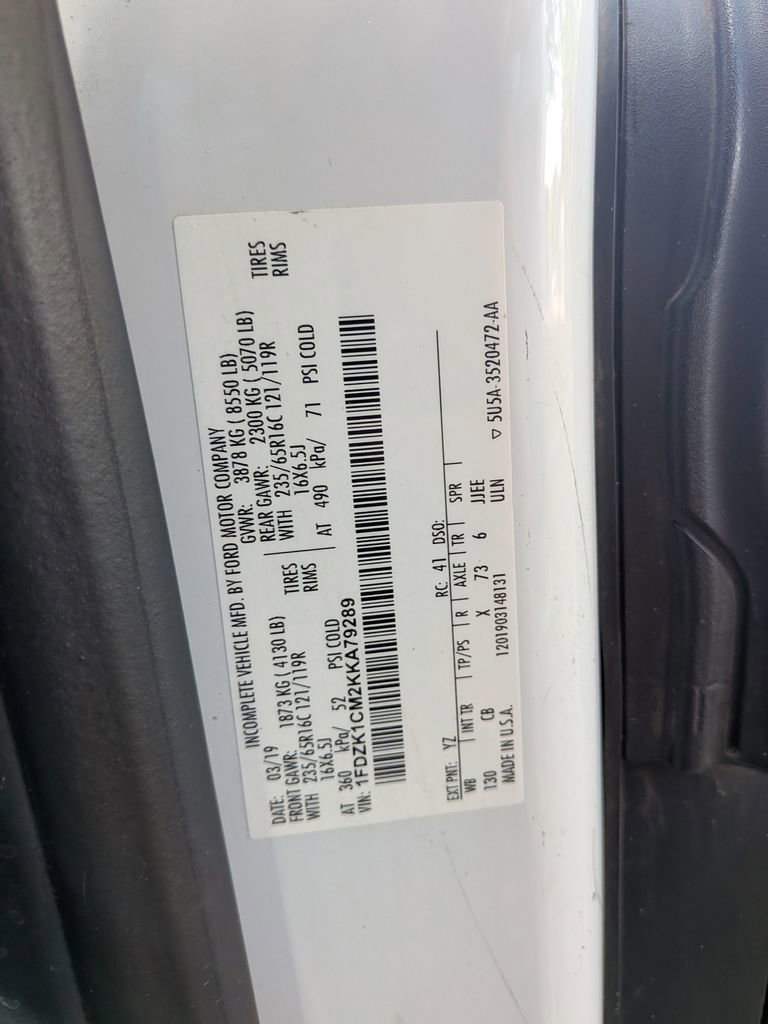 INCOMPLETE VEHICLE MFD. BY FORD MOTOR COMPANY
DATE: 03/19 GVWR: 3878 KG ( 8550 LB)
FRONT GAWR: 1873 KG ( 4130 LB) REAR GAWR: 2300 KG ( 5070 LB)
WITH 235/65R16C 121/119R TIRES WITH 235/65R16C 121/119R TIRES
16X6.5J RIMS 16X6.5J RIMS
AT 360 kPa/ 52 PSI COLD AT 490 kPa/ 71 PSI COLD
VIN: 1FDZK1CM2KKA79289
EXT PNT: YZ RC: 41 DSO:
WB INT TR TP/PS R AXLE TR SPR
130 CB X 73 6 JJEE
MADE IN U.S.A. 1201903148131 ULN
▽ 5U5A-3520472-AA